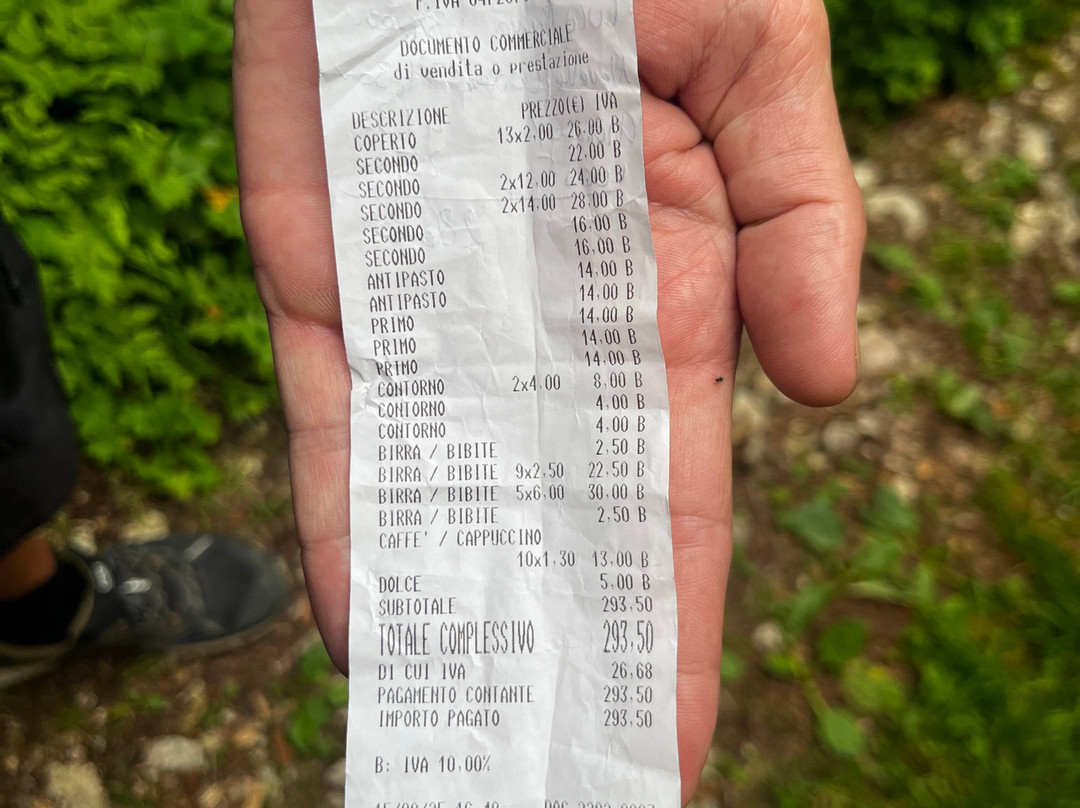 P.IVA
DOCUMENTO COMMERCIALE
di vendita o prestazione
DESCRIZIONE PREZZO(€) IVA
COPERTO 13x2,00 26,00 B
SECONDO 22,00 B
SECONDO 2x12,00 24,00 B
SECONDO 2x14,00 28,00 B
SECONDO 16,00 B
SECONDO 16,00 B
ANTIPASTO 14,00 B
ANTIPASTO 14,00 B
PRIMO 14,00 B
PRIMO 14,00 B
PRIMO 14,00 B
CONTORNO 2x4,00 8,00 B
CONTORNO 4,00 B
CONTORNO 4,00 B
BIRRA / BIBITE 2,50 B
BIRRA / BIBITE 9x2,50 22,50 B
BIRRA / BIBITE 5x6,00 30,00 B
BIRRA / BIBITE 2,50 B
CAFFE' / CAPPUCCINO
10x1,30 13,00 B
DOLCE 5,00 B
SUBTOTALE 293,50
TOTALE COMPLESSIVO 293,50
DI CUI IVA 26,68
PAGAMENTO CONTANTE 293,50
IMPORTO PAGATO 293,50
B: IVA 10,00%